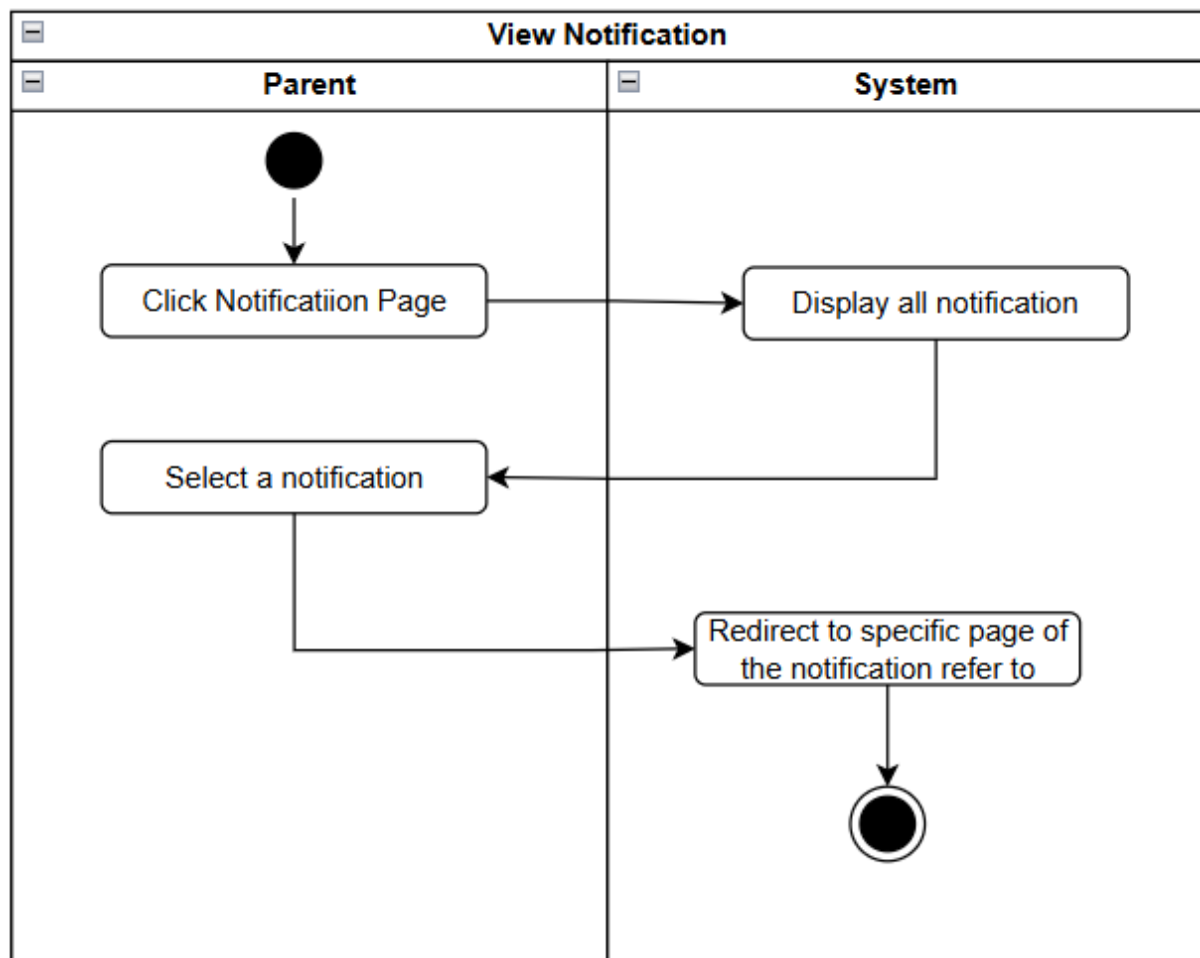 View Notification
Parent
System
Click Notificatiion Page
Display all notification
Select a notification
Redirect to specific page of
the notification refer to